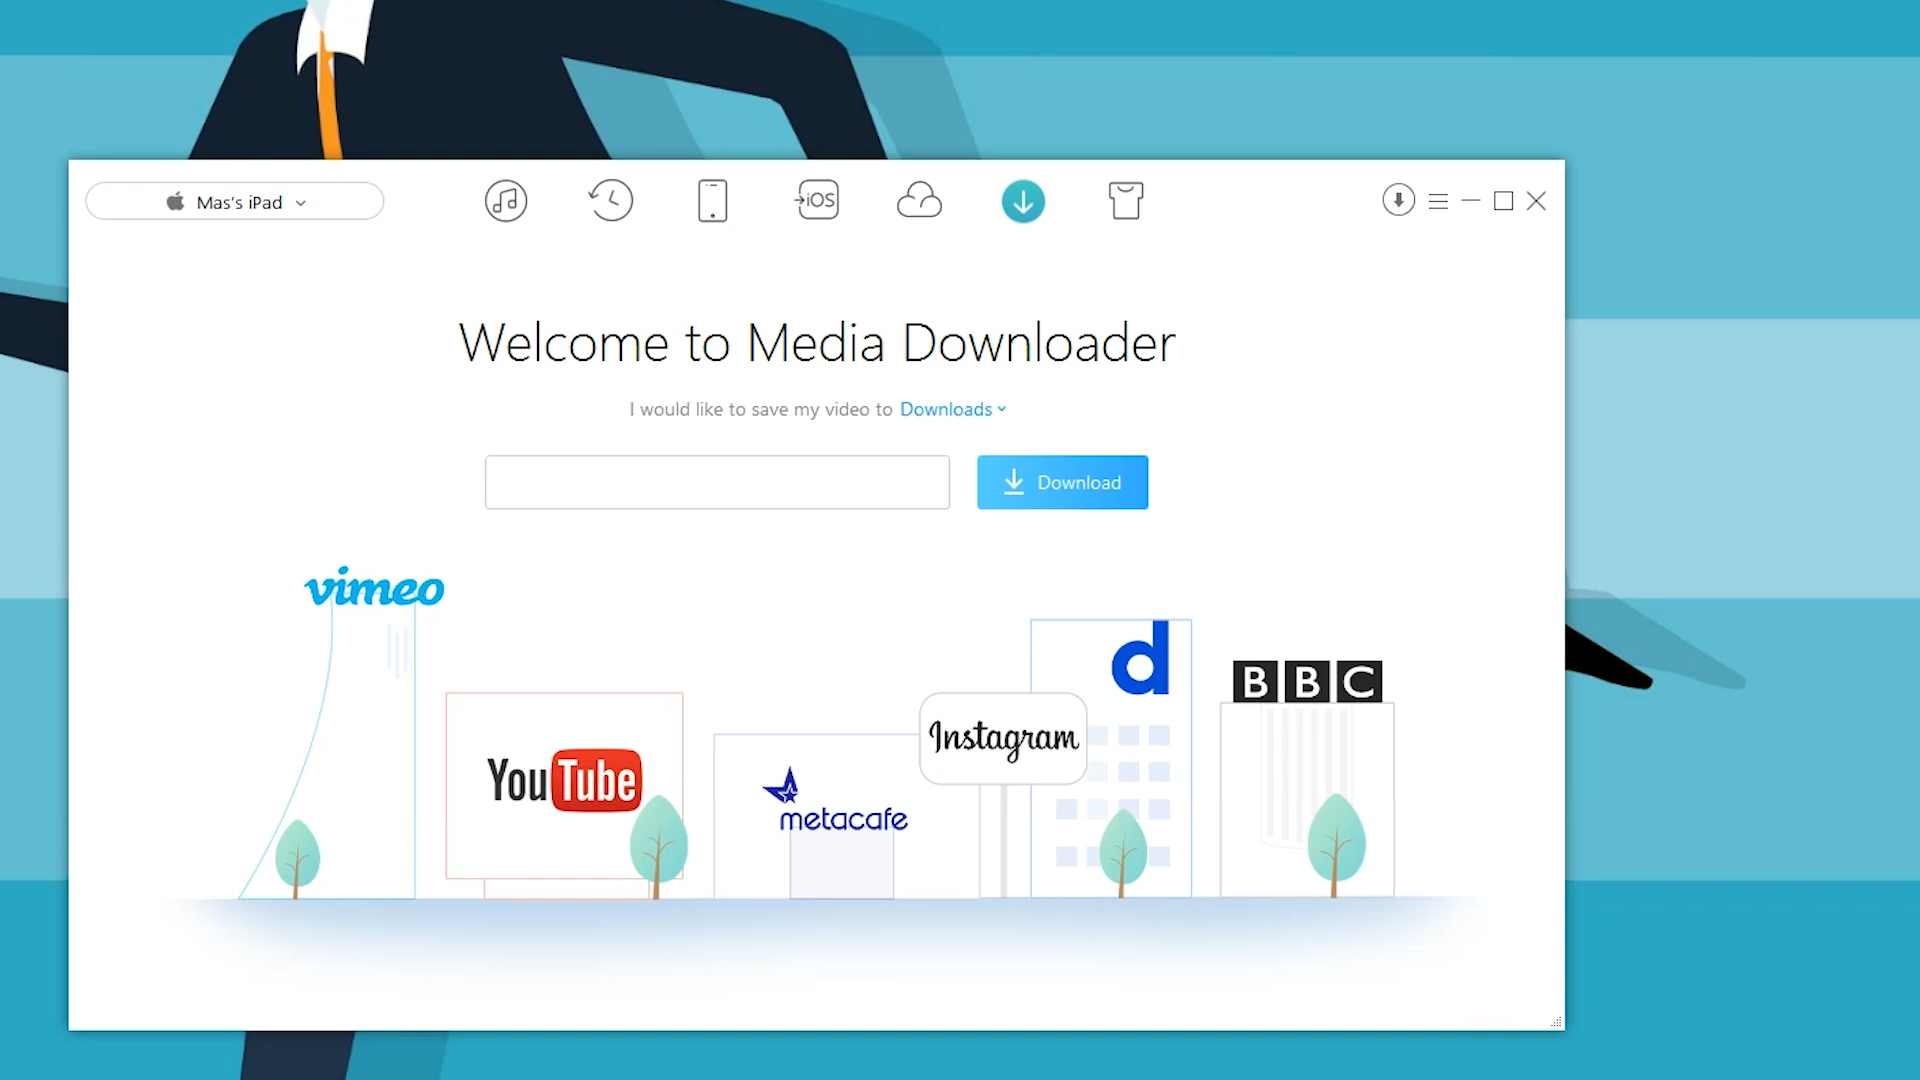 Mas's iPad
iOS
Welcome to Media Downloader
I would like to save my video to Downloads
Download
vimeo
YouTube
metacafe
Instagram
d
BBC